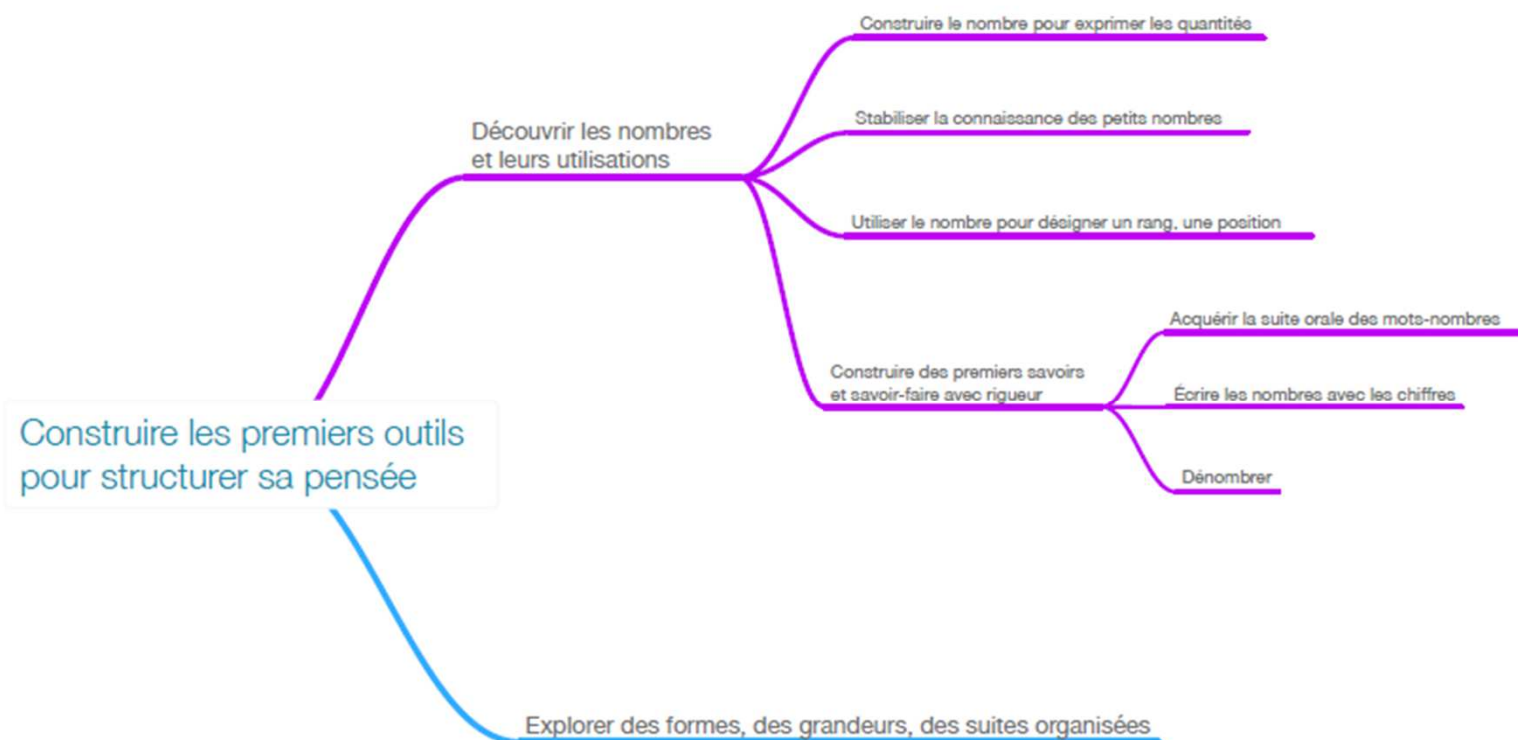 Construire le nombre pour exprimer les quantités
Stabiliser la connaissance des petits nombres
Découvrir les nombres
et leurs utilisations
Utiliser le nombre pour désigner un rang, une position
Acquérir la suite orale des mots-nombres
Construire des premiers savoirs
et savoir-faire avec rigueur
Écrire les nombres avec les chiffres
Dénombrer
Construire les premiers outils
pour structurer sa pensée
Explorer des formes, des grandeurs, des suites organisées